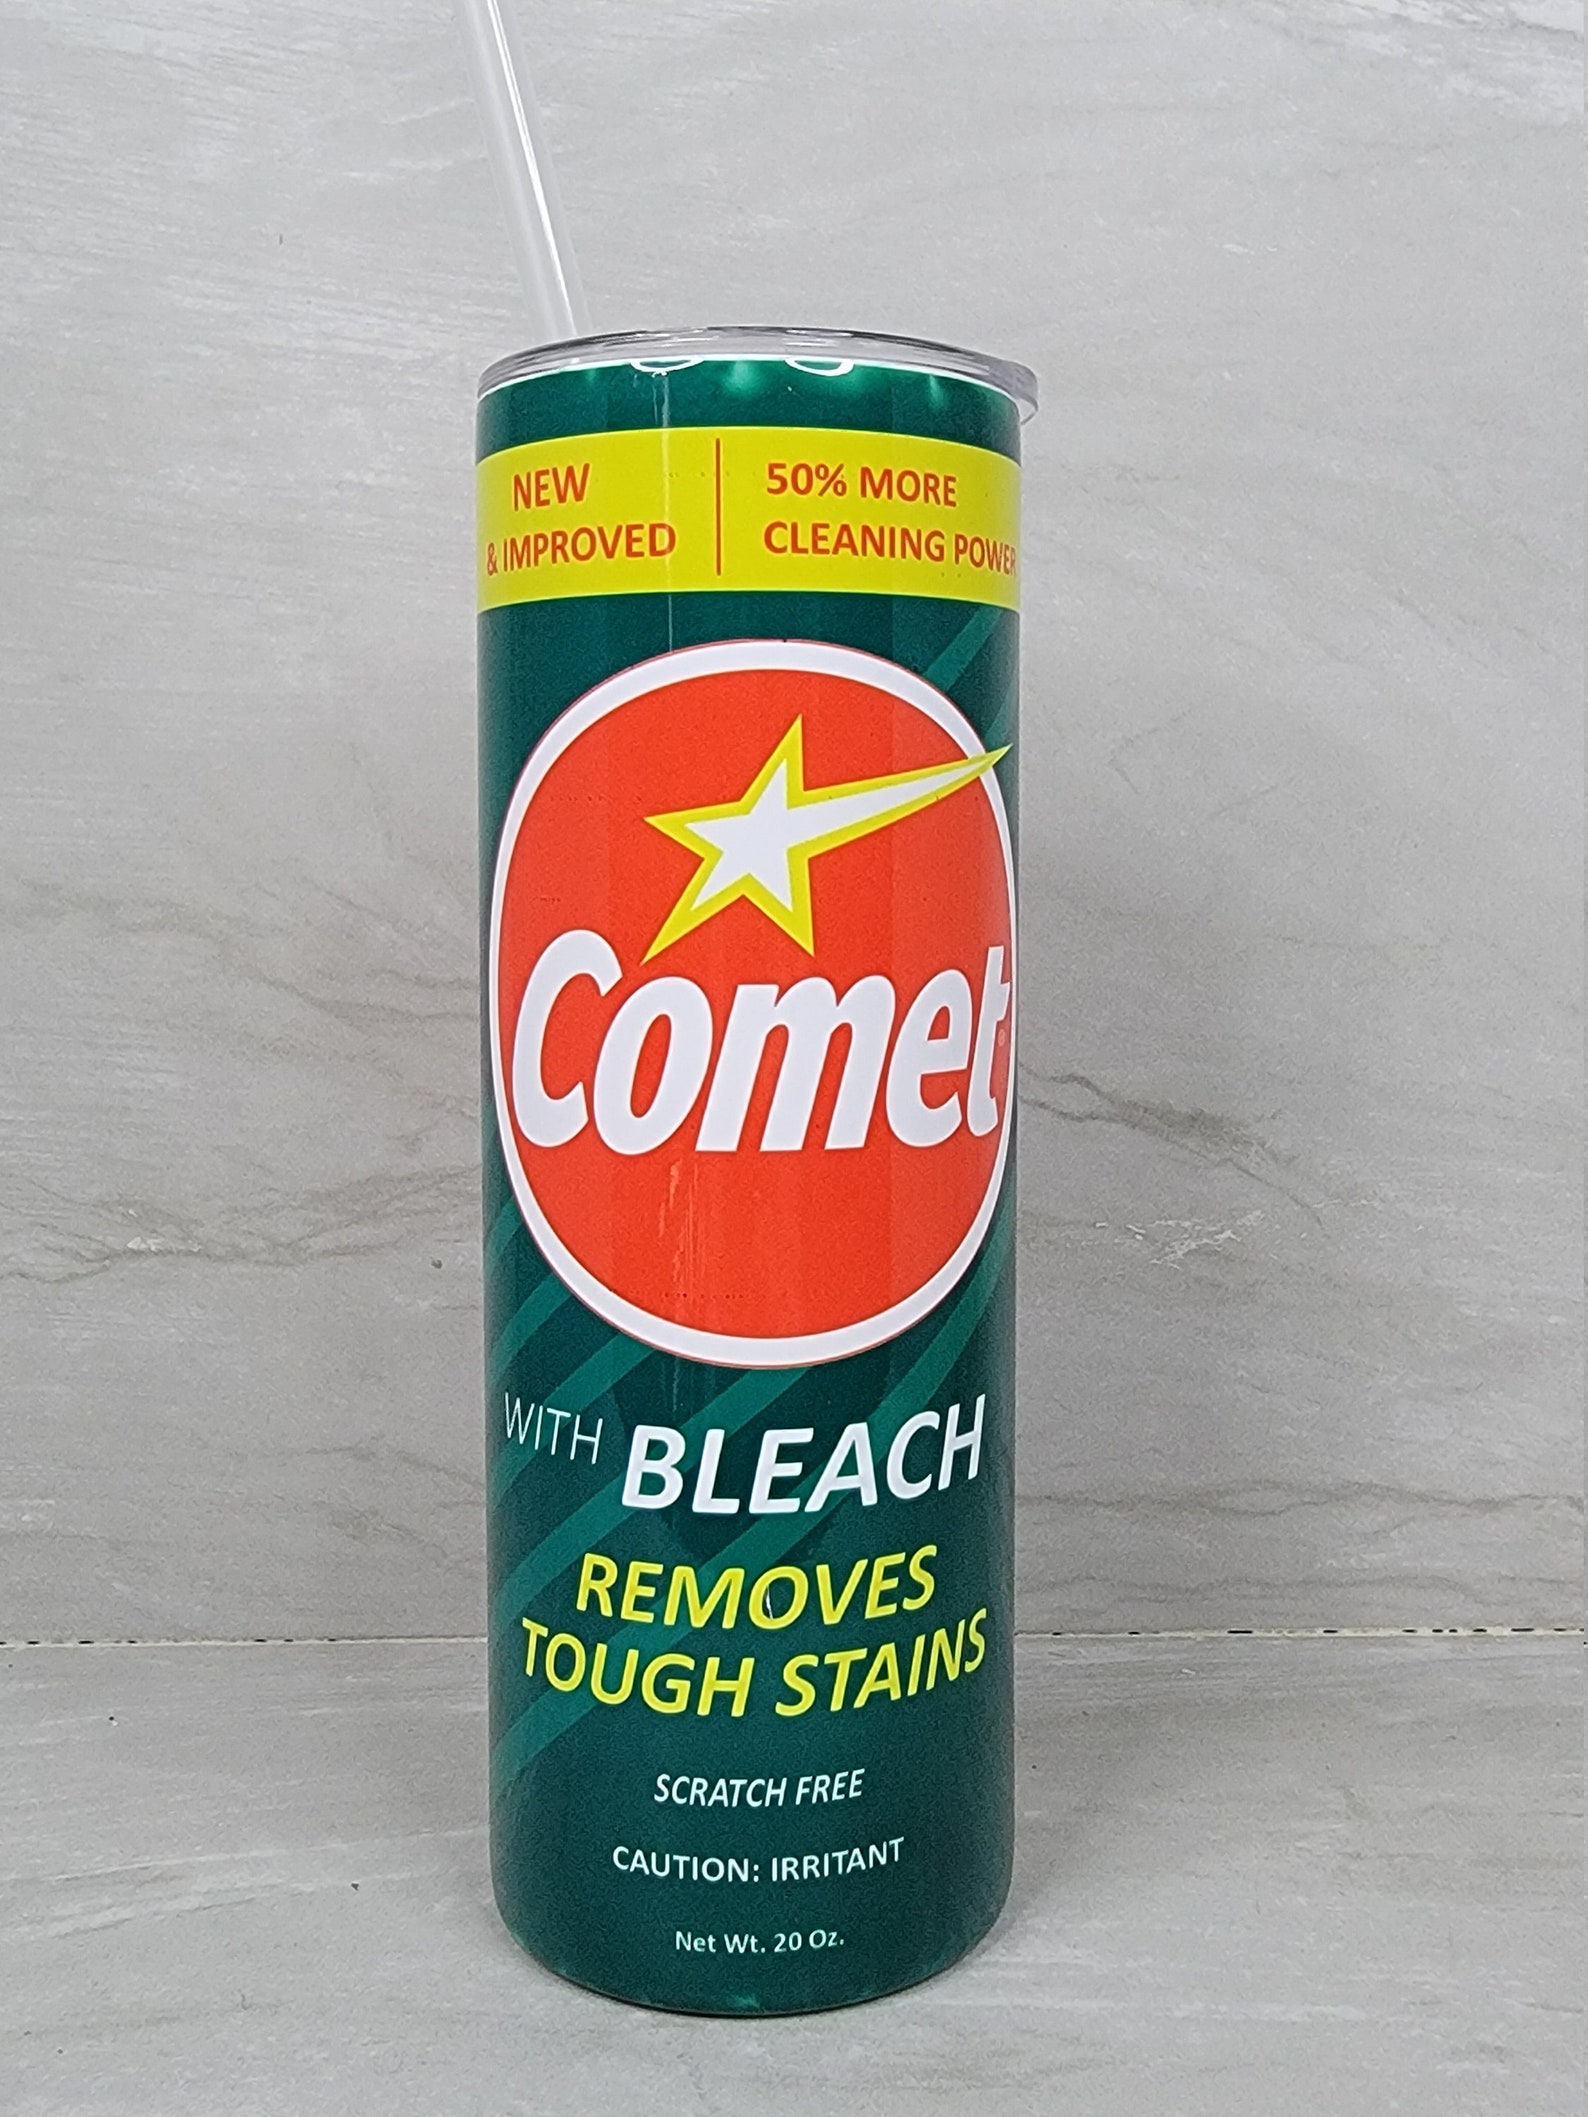 NEW
& IMPROVED
50% MORE
CLEANING POWER
Comet®
WITH BLEACH
REMOVES
TOUGH STAINS
SCRATCH FREE
CAUTION: IRRITANT
Net Wt. 20 Oz.